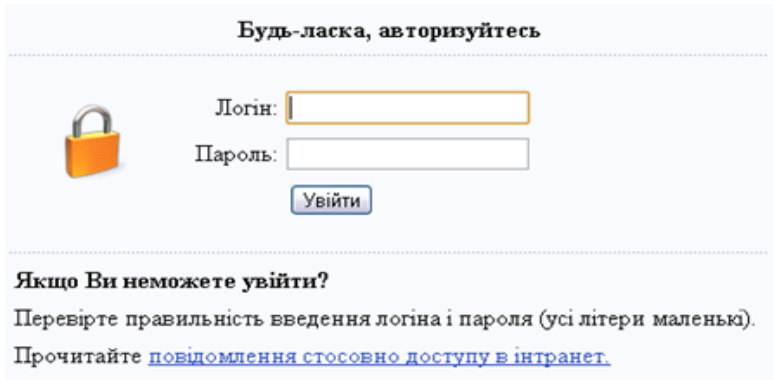 Будь-ласка, авторизуйтесь
Логін:
Пароль:
Увійти
Якщо Ви неможете увійти?
Перевірте правильність введення логіна і пароля (усі літери маленькі).
Прочитайте повідомлення стосовно доступу в інтранет.